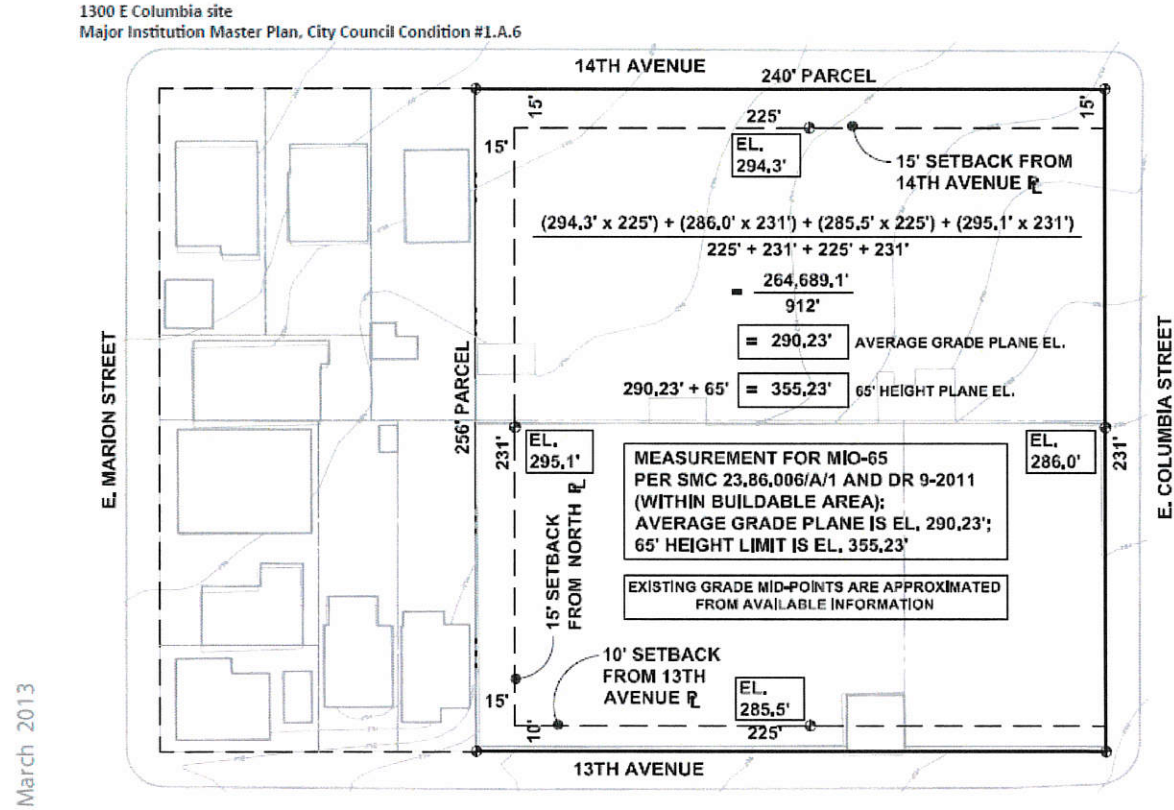 1300 E Columbia site
Major Institution Master Plan, City Council Condition #1.A.6
14TH AVENUE
240' PARCEL
15'
15'
15'
225'
EL.
294.3'
15' SETBACK FROM
14TH AVENUE PL
(294.3' x 225') + (286.0' x 231') + (285.5' x 225') + (295.1' x 231')
225' + 231' + 225' + 231'
= 264,689.1'
912'
= 290.23' AVERAGE GRADE PLANE EL.
290.23' + 65' = 355.23' 65' HEIGHT PLANE EL.
E. MARION STREET
256' PARCEL
231'
EL.
295.1'
EL.
286.0'
231'
E. COLUMBIA STREET
MEASUREMENT FOR MIO-65
PER SMC 23.86.006/A/1 AND DR 9-2011
(WITHIN BUILDABLE AREA):
AVERAGE GRADE PLANE IS EL. 290.23';
65' HEIGHT LIMIT IS EL. 355.23'
EXISTING GRADE MID-POINTS ARE APPROXIMATED
FROM AVAILABLE INFORMATION
15' SETBACK
FROM NORTH PL
10' SETBACK
FROM 13TH
AVENUE PL
15'
10'
EL.
285.5'
225'
13TH AVENUE
March 2013